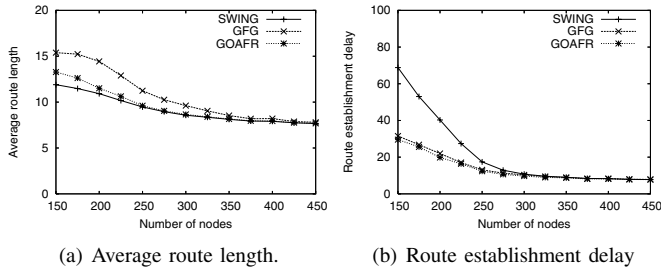 SWING
GFG
GOAFR
20
15
10
5
0
150 200 250 300 350 400 450
Average route length
Number of nodes
(a) Average route length.
SWING
GFG
GOAFR
100
80
60
40
20
0
150 200 250 300 350 400 450
Route establishment delay
Number of nodes
(b) Route establishment delay